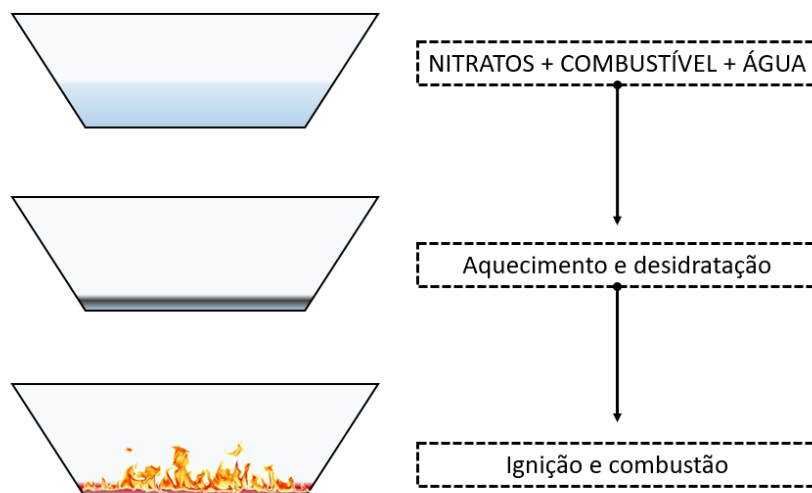 NITRATOS + COMBUSTÍVEL + ÁGUA
Aquecimento e desidratação
Ignição e combustão